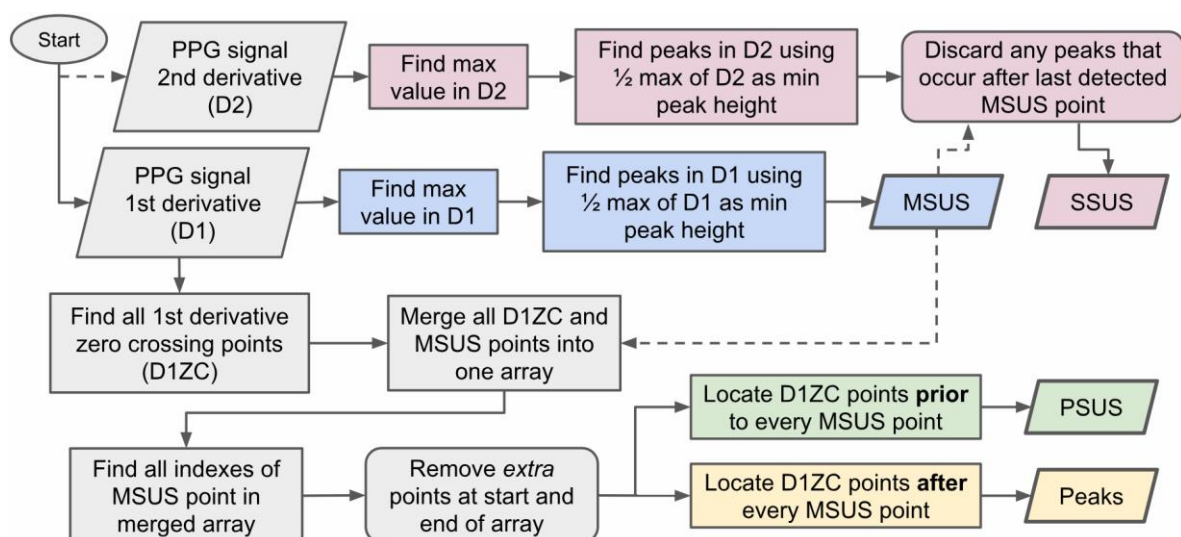 Start
PPG signal
2nd derivative
(D2)
Find max
value in D2
Find peaks in D2 using
½ max of D2 as min
peak height
Discard any peaks that
occur after last detected
MSUS point
PPG signal
1st derivative
(D1)
Find max
value in D1
Find peaks in D1 using
½ max of D1 as min
peak height
MSUS
SSUS
Find all 1st derivative
zero crossing points
(D1ZC)
Merge all D1ZC and
MSUS points into
one array
Locate D1ZC points prior
to every MSUS point
PSUS
Find all indexes of
MSUS point in
merged array
Remove extra
points at start and
end of array
Locate D1ZC points after
every MSUS point
Peaks